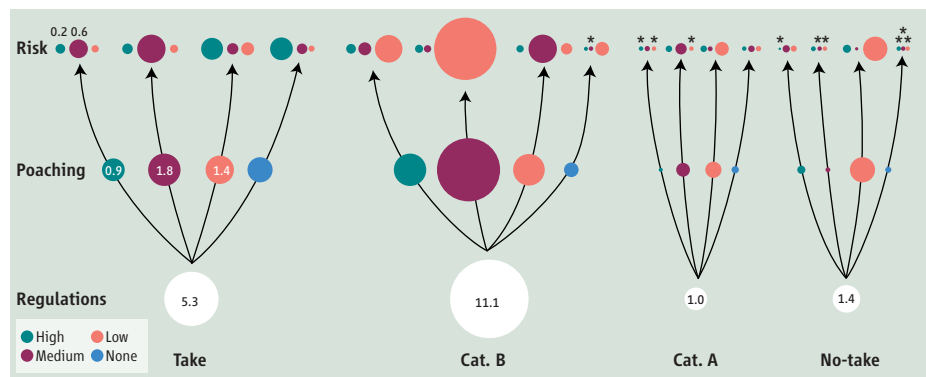 0.2 0.6
Risk
* * * * * ** * ** *
**
Poaching
0.9 1.8 1.4
Regulations
5.3 11.1 1.0 1.4
High Low
Medium None
Take Cat. B Cat. A No-take